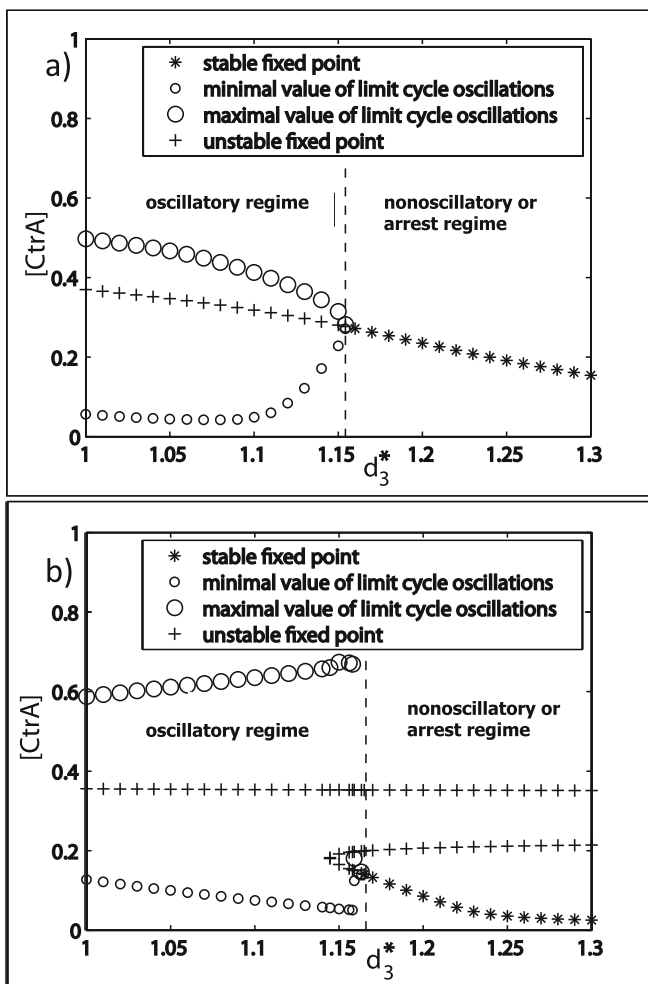 a)
* stable fixed point
○ minimal value of limit cycle oscillations
◯ maximal value of limit cycle oscillations
+ unstable fixed point
1
0.8
0.6
0.4
0.2
0
[CtrA]
oscillatory regime
nonoscillatory or
arrest regime
1 1.05 1.1 1.15 1.2 1.25 1.3
d₃*
b)
* stable fixed point
○ minimal value of limit cycle oscillations
◯ maximal value of limit cycle oscillations
+ unstable fixed point
1
0.8
0.6
0.4
0.2
0
[CtrA]
oscillatory regime
nonoscillatory or
arrest regime
1 1.05 1.1 1.15 1.2 1.25 1.3
d₃*